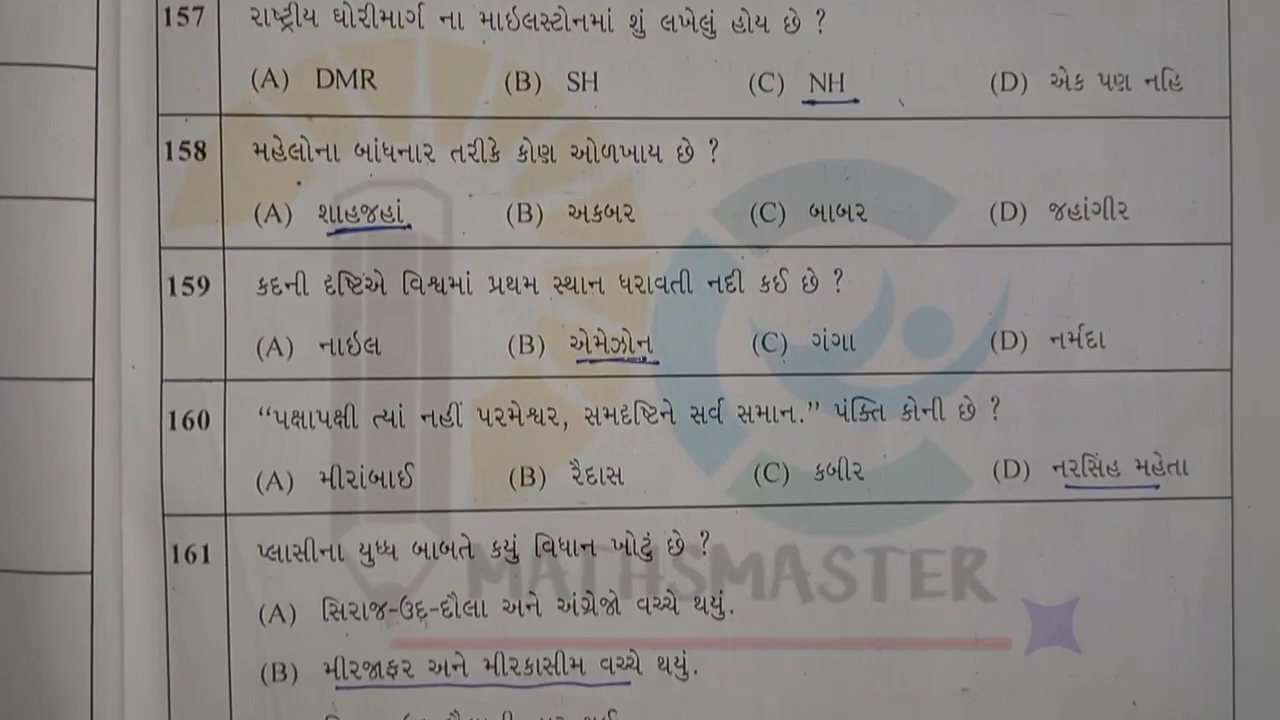 157 રાષ્ટ્રીય ધોરીમાર્ગ ના માઇલસ્ટોનમાં શું લખેલું હોય છે ?
(A) DMR (B) SH (C) NH (D) એક પણ નહિ
158 મહેલોના બાંધનાર તરીકે કોણ ઓળખાય છે ?
(A) શાહજહાં (B) અકબર (C) બાબર (D) જહાંગીર
159 કદની દૃષ્ટિએ વિશ્વમાં પ્રથમ સ્થાન ધરાવતી નદી કઈ છે ?
(A) નાઇલ (B) એમેઝોન (C) ગંગા (D) નર્મદા
160 “પક્ષાપક્ષી ત્યાં નહીં પરમેશ્વર, સમદૃષ્ટિને સર્વ સમાન.” પંક્તિ કોની છે ?
(A) મીરાંબાઈ (B) રૈદાસ (C) કબીર (D) નરસિંહ મહેતા
161 પ્લાસીના યુધ્ધ બાબતે કયું વિધાન ખોટું છે ?
MATHSMASTER
(A) સિરાજ-ઉદ્દ-દૌલા અને અંગ્રેજો વચ્ચે થયું.
(B) મીરજાફર અને મીરકાસીમ વચ્ચે થયું.